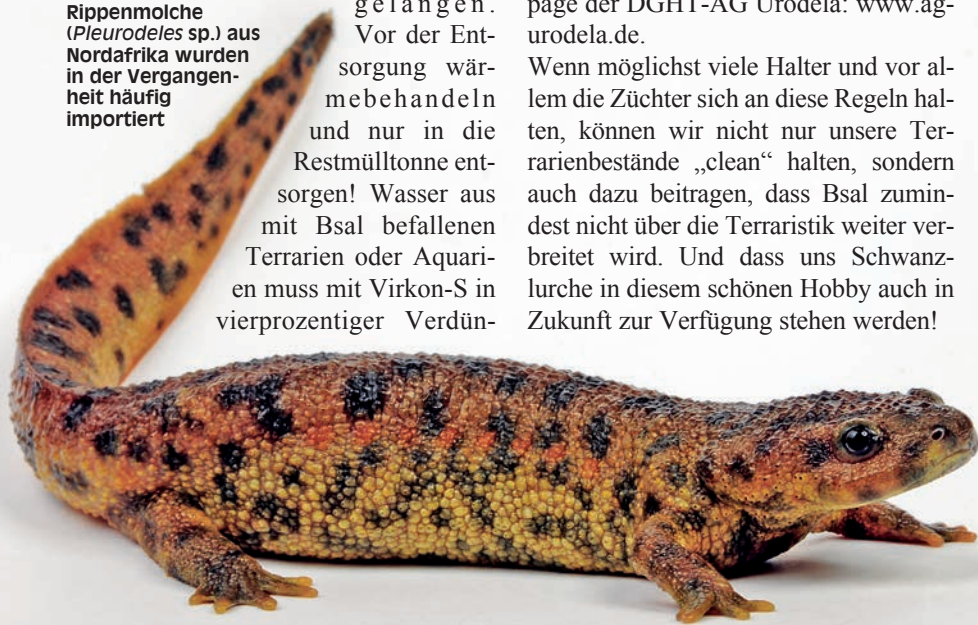 Rippenmolche
(Pleurodeles sp.) aus
Nordafrika wurden
in der Vergangen-
heit häufig
importiert
gelangen.
Vor der Ent-
sorgung wär-
mebehandeln
und nur in die
Restmülltonne ent-
sorgen! Wasser aus
mit Bsal befallenen
Terrarien oder Aquari-
en muss mit Virkon-S in
vierprozentiger Verdün-
page der DGHT-AG Urodela: www.ag-
urodela.de.
Wenn möglichst viele Halter und vor al-
lem die Züchter sich an diese Regeln hal-
ten, können wir nicht nur unsere Ter-
rarienbestände „clean“ halten, sondern
auch dazu beitragen, dass Bsal zumin-
dest nicht über die Terraristik weiter ver-
breitet wird. Und dass uns Schwanz-
lurche in diesem schönen Hobby auch in
Zukunft zur Verfügung stehen werden!